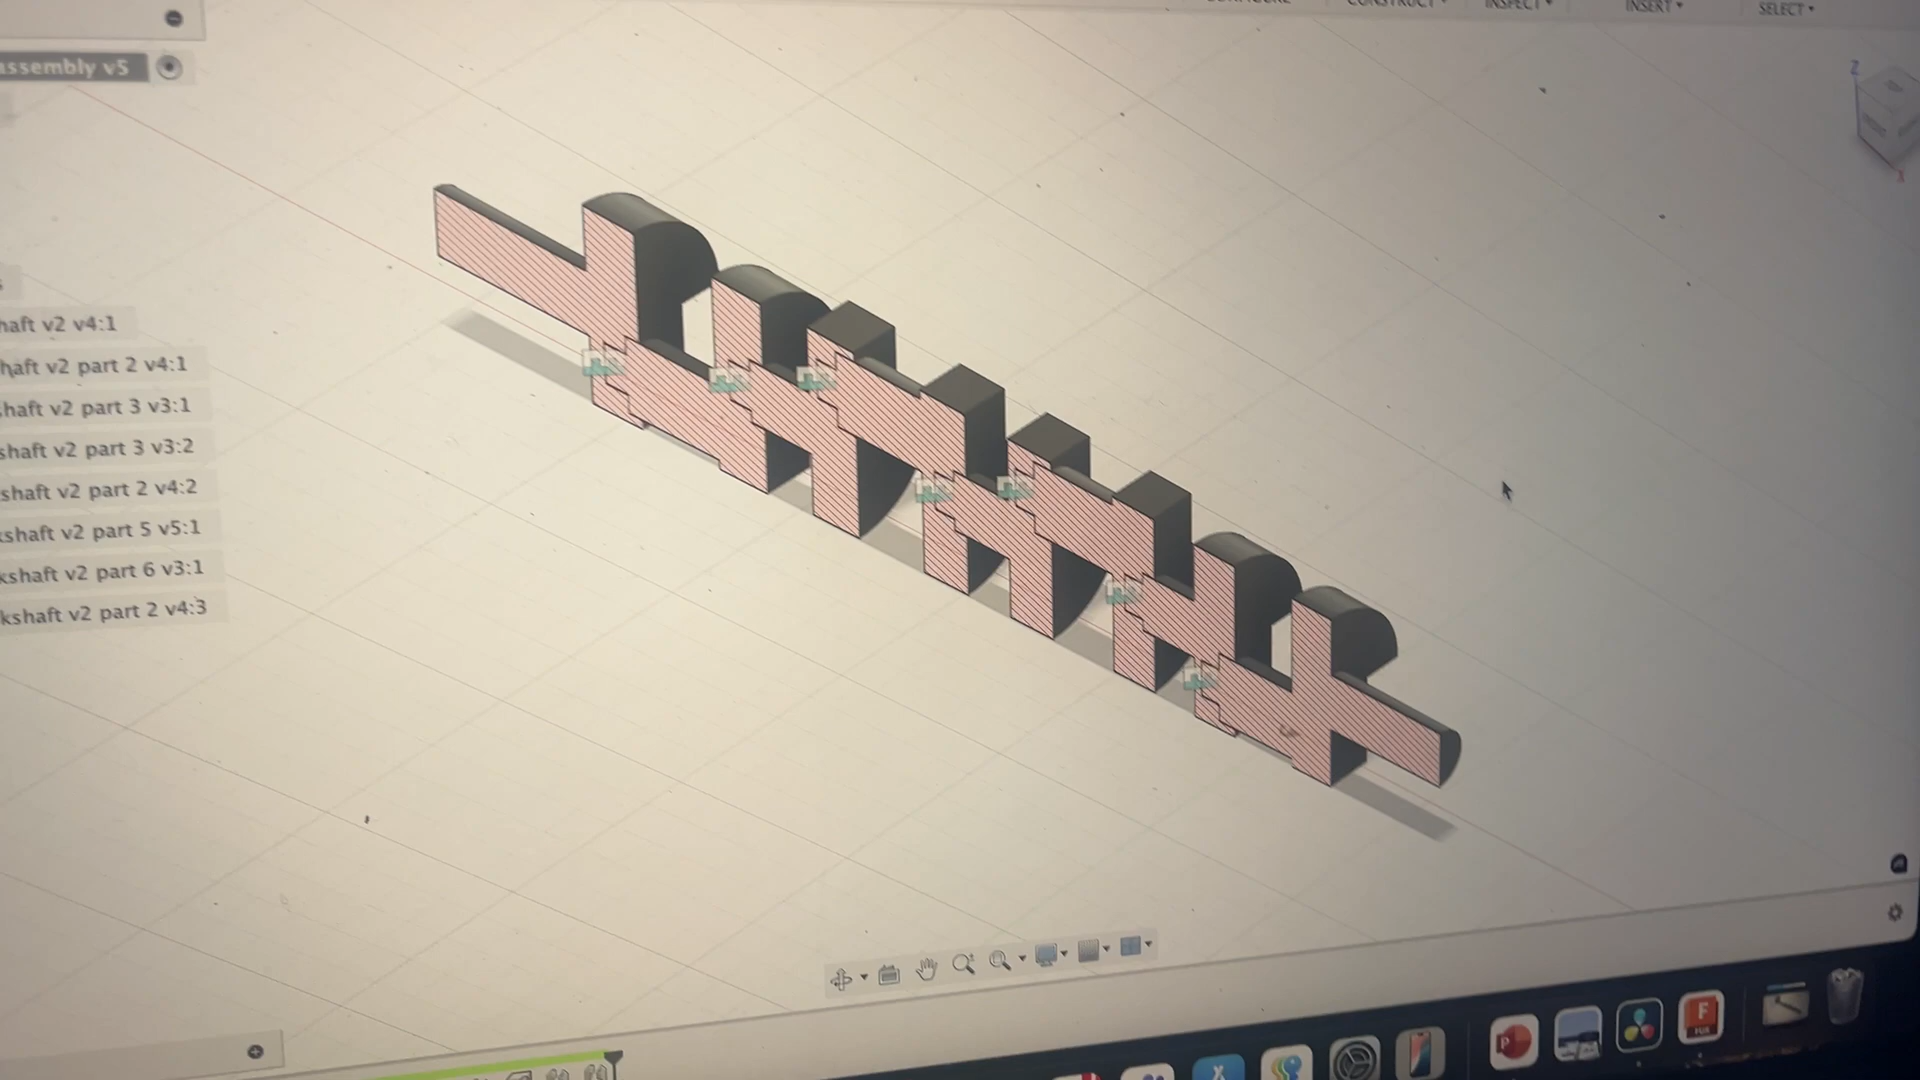 CONSTRUCT
INSPECT
INSERT
SELECT
assembly v5
Z
haft v2 v4:1
haft v2 part 2 v4:1
shaft v2 part 3 v3:1
shaft v2 part 3 v3:2
shaft v2 part 2 v4:2
kshaft v2 part 5 v5:1
kshaft v2 part 6 v3:1
kshaft v2 part 2 v4:3
P
X
F